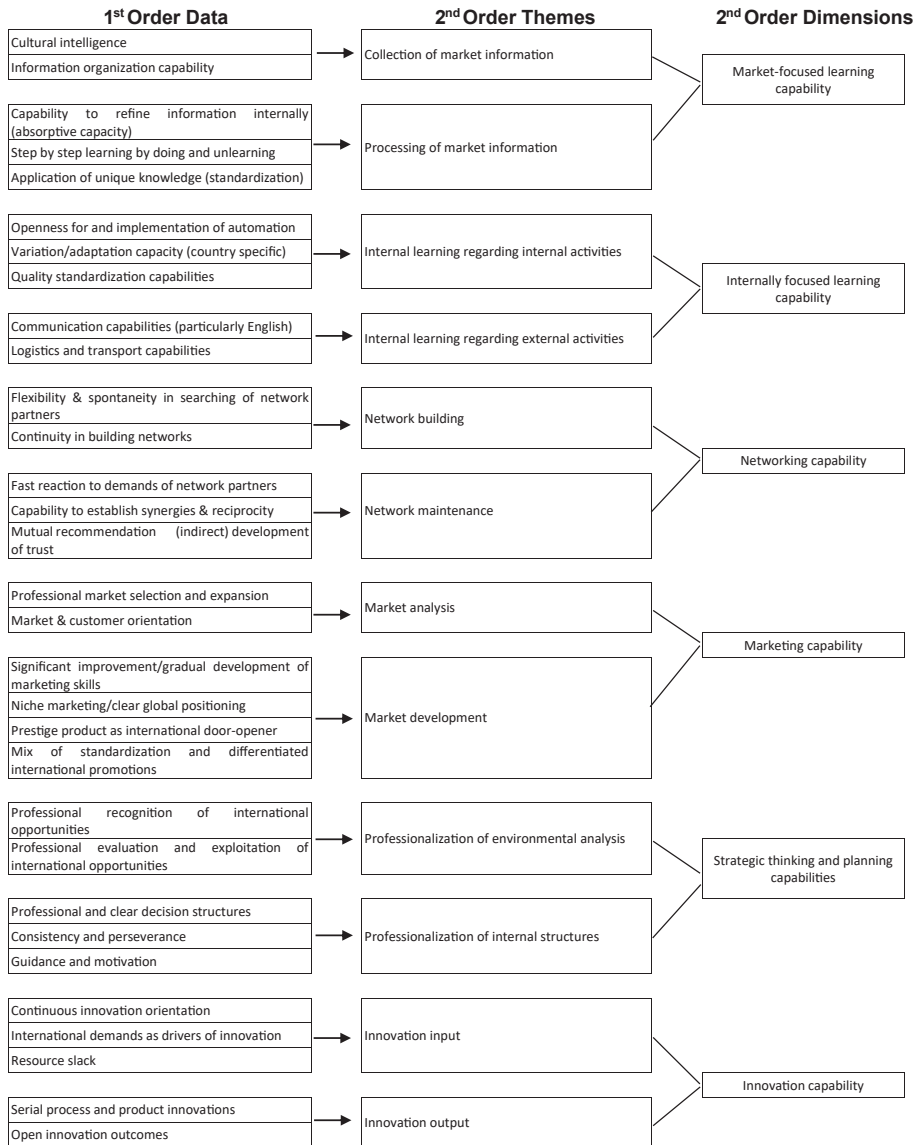 1st Order Data
2nd Order Themes
2nd Order Dimensions
Cultural intelligence
Information organization capability
Collection of market information
Market-focused learning
capability
Capability to refine information internally
(absorptive capacity)
Step by step learning by doing and unlearning
Application of unique knowledge (standardization)
Processing of market information
Openness for and implementation of automation
Variation/adaptation capacity (country specific)
Quality standardization capabilities
Internal learning regarding internal activities
Internally focused learning
capability
Communication capabilities (particularly English)
Logistics and transport capabilities
Internal learning regarding external activities
Flexibility & spontaneity in searching of network
partners
Continuity in building networks
Network building
Networking capability
Fast reaction to demands of network partners
Capability to establish synergies & reciprocity
Mutual recommendation (indirect) development
of trust
Network maintenance
Professional market selection and expansion
Market & customer orientation
Market analysis
Marketing capability
Significant improvement/gradual development of
marketing skills
Niche marketing/clear global positioning
Prestige product as international door-opener
Mix of standardization and differentiated
international promotions
Market development
Professional recognition of international
opportunities
Professional evaluation and exploitation of
international opportunities
Professionalization of environmental analysis
Strategic thinking and planning
capabilities
Professional and clear decision structures
Consistency and perseverance
Guidance and motivation
Professionalization of internal structures
Continuous innovation orientation
International demands as drivers of innovation
Resource slack
Innovation input
Innovation capability
Serial process and product innovations
Open innovation outcomes
Innovation output